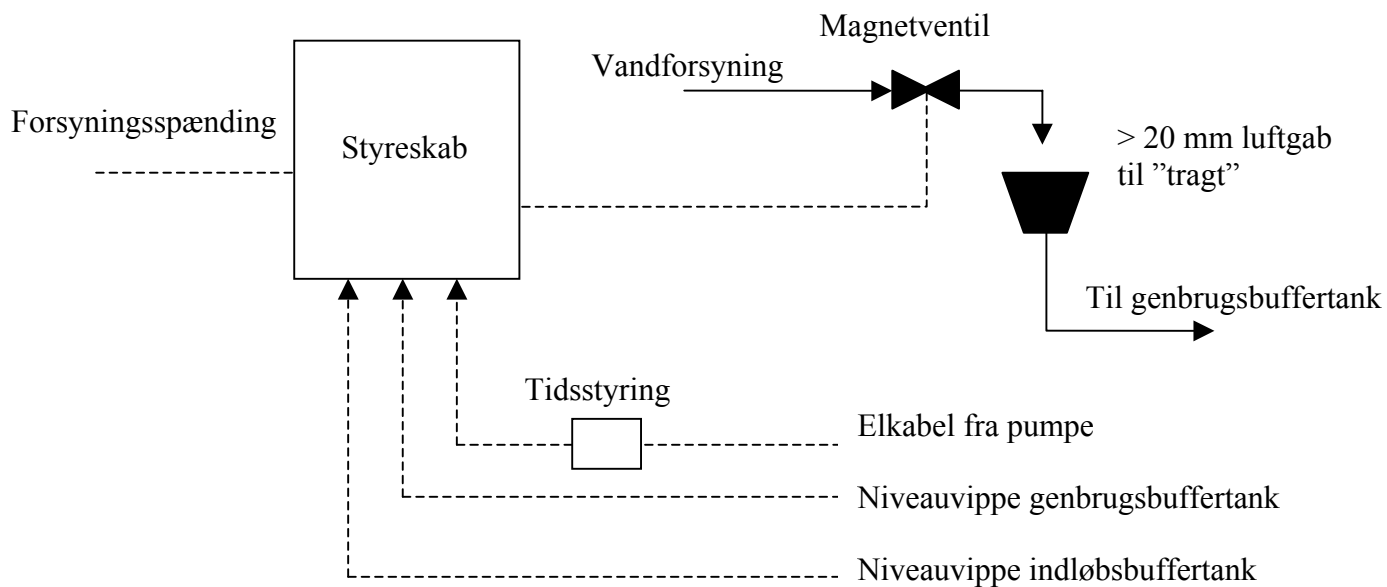 Magnetventil
Vandforsyning
Forsyningsspænding
Styreskab
> 20 mm luftgab
til ”tragt”
Til genbrugsbuffertank
Tidsstyring
Elkabel fra pumpe
Niveauvippe genbrugsbuffertank
Niveauvippe indløbsbuffertank